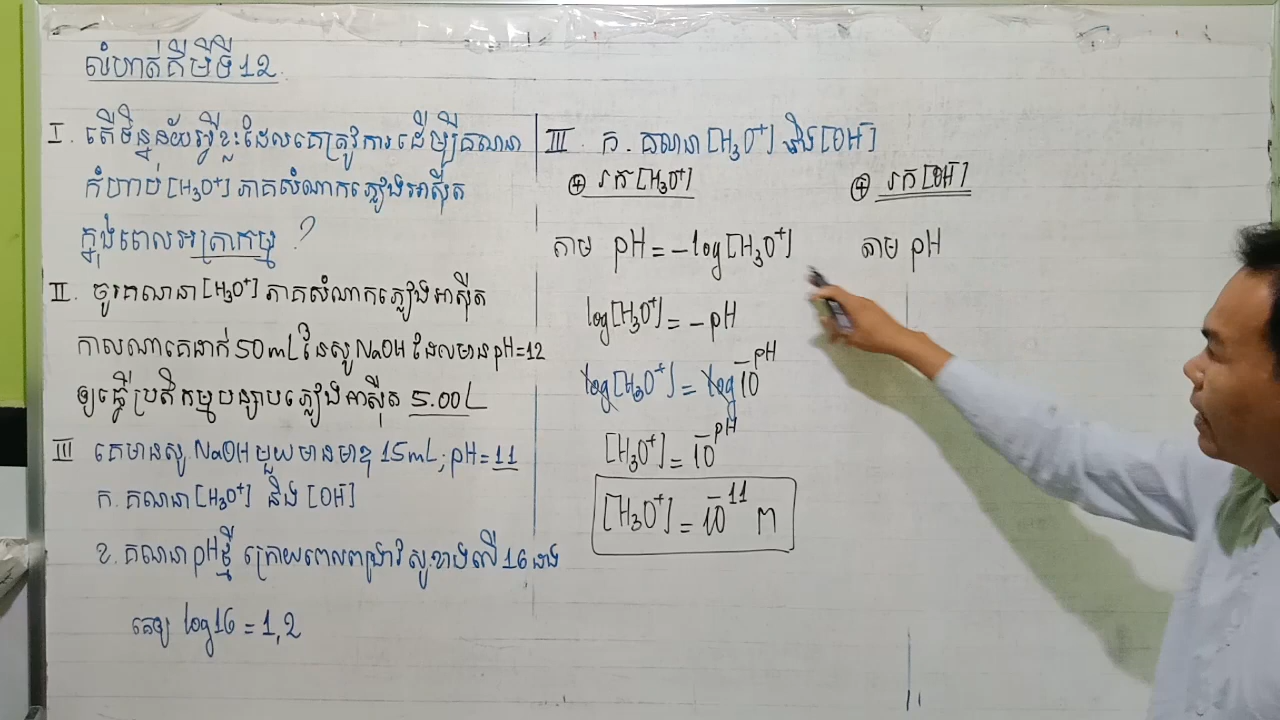 លំហាត់គីមីទី12
I. តើទិន្នន័យអ្វីខ្លះដែលគេត្រូវការដើម្បីគណនា
កំហាប់ [H₃O⁺] ភាគសំណាកភ្លៀងអាស៊ីត
ក្នុងពេលអត្រាកម្ម ?
II. ចូរគណនា [H₃O⁺] ភាគសំណាកភ្លៀងអាស៊ីត
កាលណាគេដាក់ 50mL នៃសូ NaOH ដែលមាន pH=12
ឲ្យធ្វើប្រតិកម្មបន្សាបភ្លៀងអាស៊ីត 5.00L
III គេមានសូ. NaOH មួយមានមាឌ 15mL; pH=11
ក. គណនា [H₃O⁺] និង [OH⁻]
ខ. គណនា pH ថ្មី ក្រោយពេលពង្រាវសូ.ខាងលើ 16 ដង
គេឲ្យ log16 = 1,2
III. ក. គណនា [H₃O⁺] និង [OH⁻]
⊕ រក [H₃O⁺]
តាម pH = -log[H₃O⁺]
log[H₃O⁺] = -pH
log[H₃O⁺] = log10⁻ᵖᴴ
[H₃O⁺] = 10⁻ᵖᴴ
[H₃O⁺] = 10⁻¹¹ M
⊕ រក [OH⁻]
តាម pH